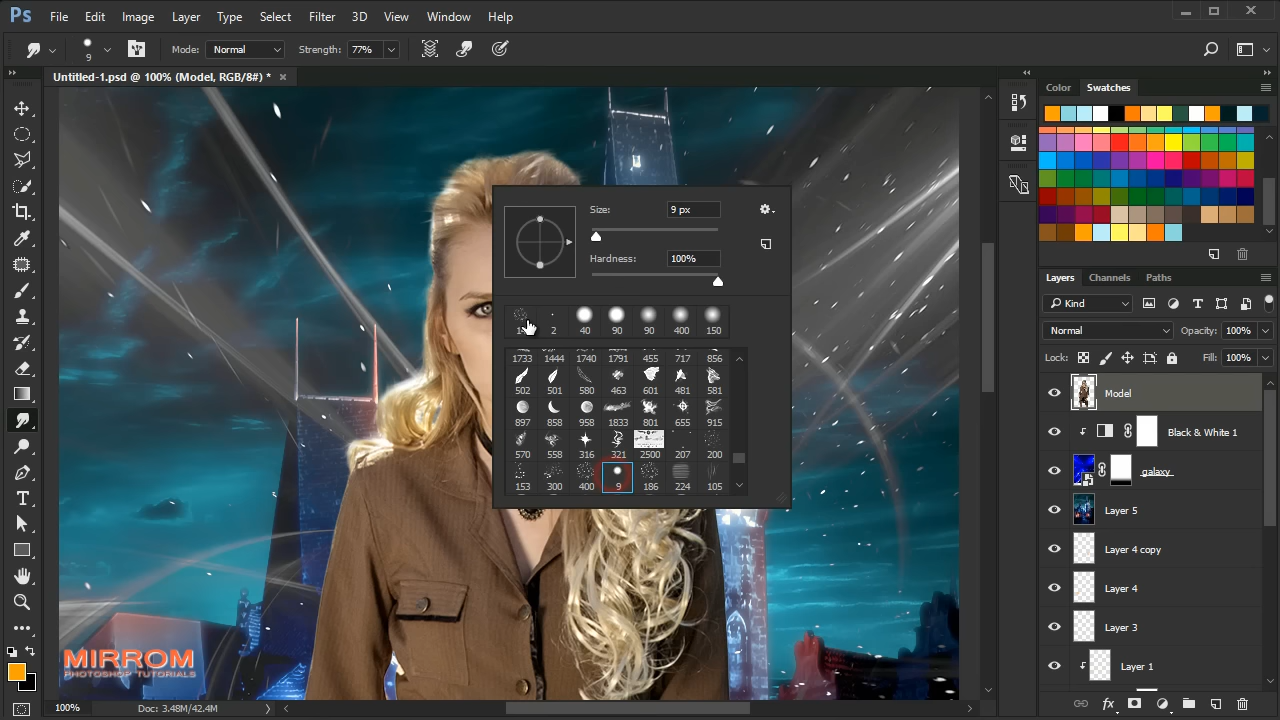 Ps File Edit Image Layer Type Select Filter 3D View Window Help
9 Mode: Normal Strength: 77%
Untitled-1.psd @ 100% (Model, RGB/8#) *
Color Swatches
Size: 9 px
Hardness: 100%
2 40 90 90 400 150
1733 1444 1740 1791 455 717 856
502 501 580 463 601 481 581
897 858 958 1833 801 655 915
570 558 316 321 2500 207 200
153 300 400 9 186 224 105
Layers Channels Paths
Kind
Normal Opacity: 100%
Lock: Fill: 100%
Model
Black & White 1
galaxy
Layer 5
Layer 4 copy
Layer 4
Layer 3
Layer 1
MIRROM
PHOTOSHOP TUTORIALS
100% Doc: 3.48M/42.4M
fx